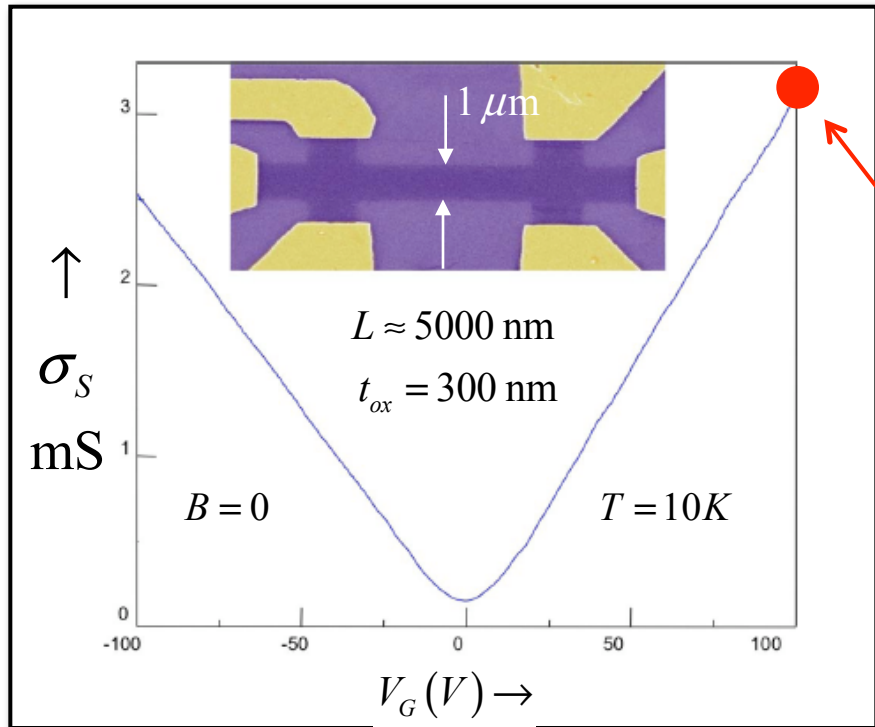 3
1 μm
2
↑
σ_S
mS
L ≈ 5000 nm
t_ox = 300 nm
1
B = 0
T = 10K
0
-100 -50 0 50 100
V_G (V) →